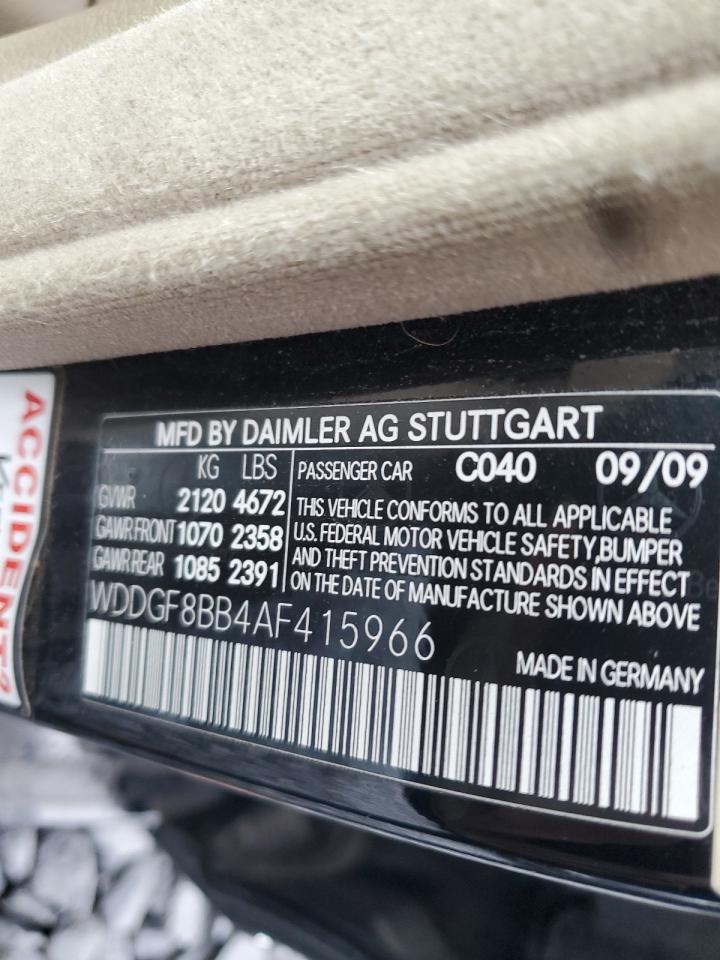 ACCIDENT?
MFD BY DAIMLER AG STUTTGART
KG LBS
GVWR 2120 4672
GAWR FRONT 1070 2358
GAWR REAR 1085 2391
PASSENGER CAR C040 09/09
THIS VEHICLE CONFORMS TO ALL APPLICABLE
U.S. FEDERAL MOTOR VEHICLE SAFETY,BUMPER
AND THEFT PREVENTION STANDARDS IN EFFECT
ON THE DATE OF MANUFACTURE SHOWN ABOVE
WDDGF8BB4AF415966
MADE IN GERMANY